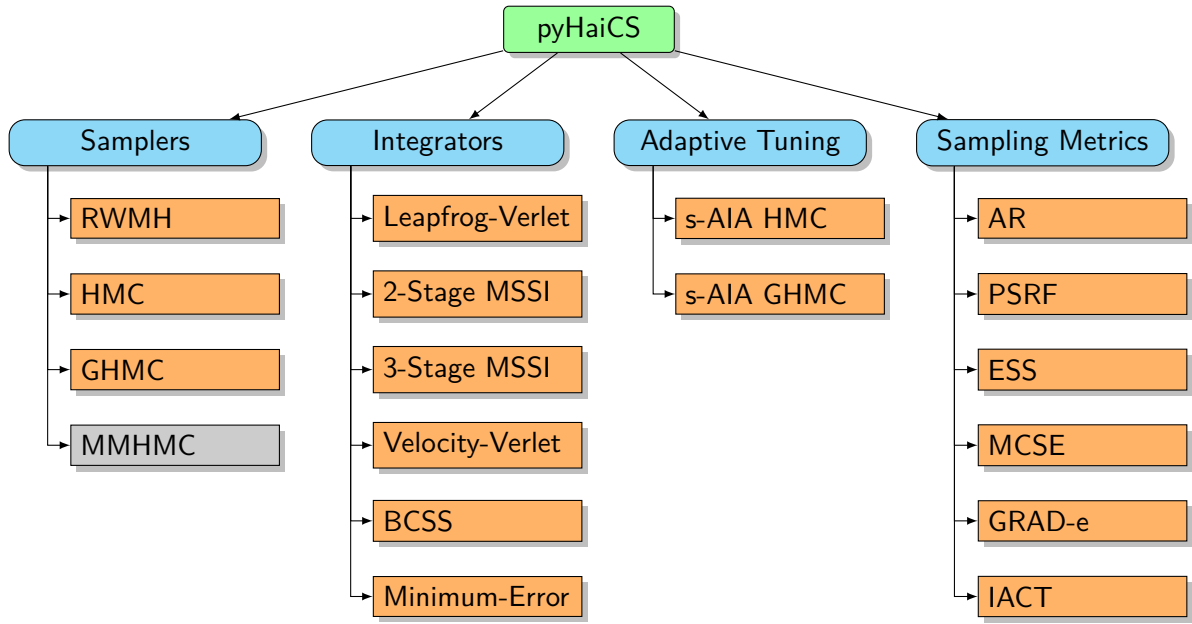 pyHaiCS
Samplers
RWMH
HMC
GHMC
MMHMC
Integrators
Leapfrog-Verlet
2-Stage MSSI
3-Stage MSSI
Velocity-Verlet
BCSS
Minimum-Error
Adaptive Tuning
s-AIA HMC
s-AIA GHMC
Sampling Metrics
AR
PSRF
ESS
MCSE
GRAD-e
IACT